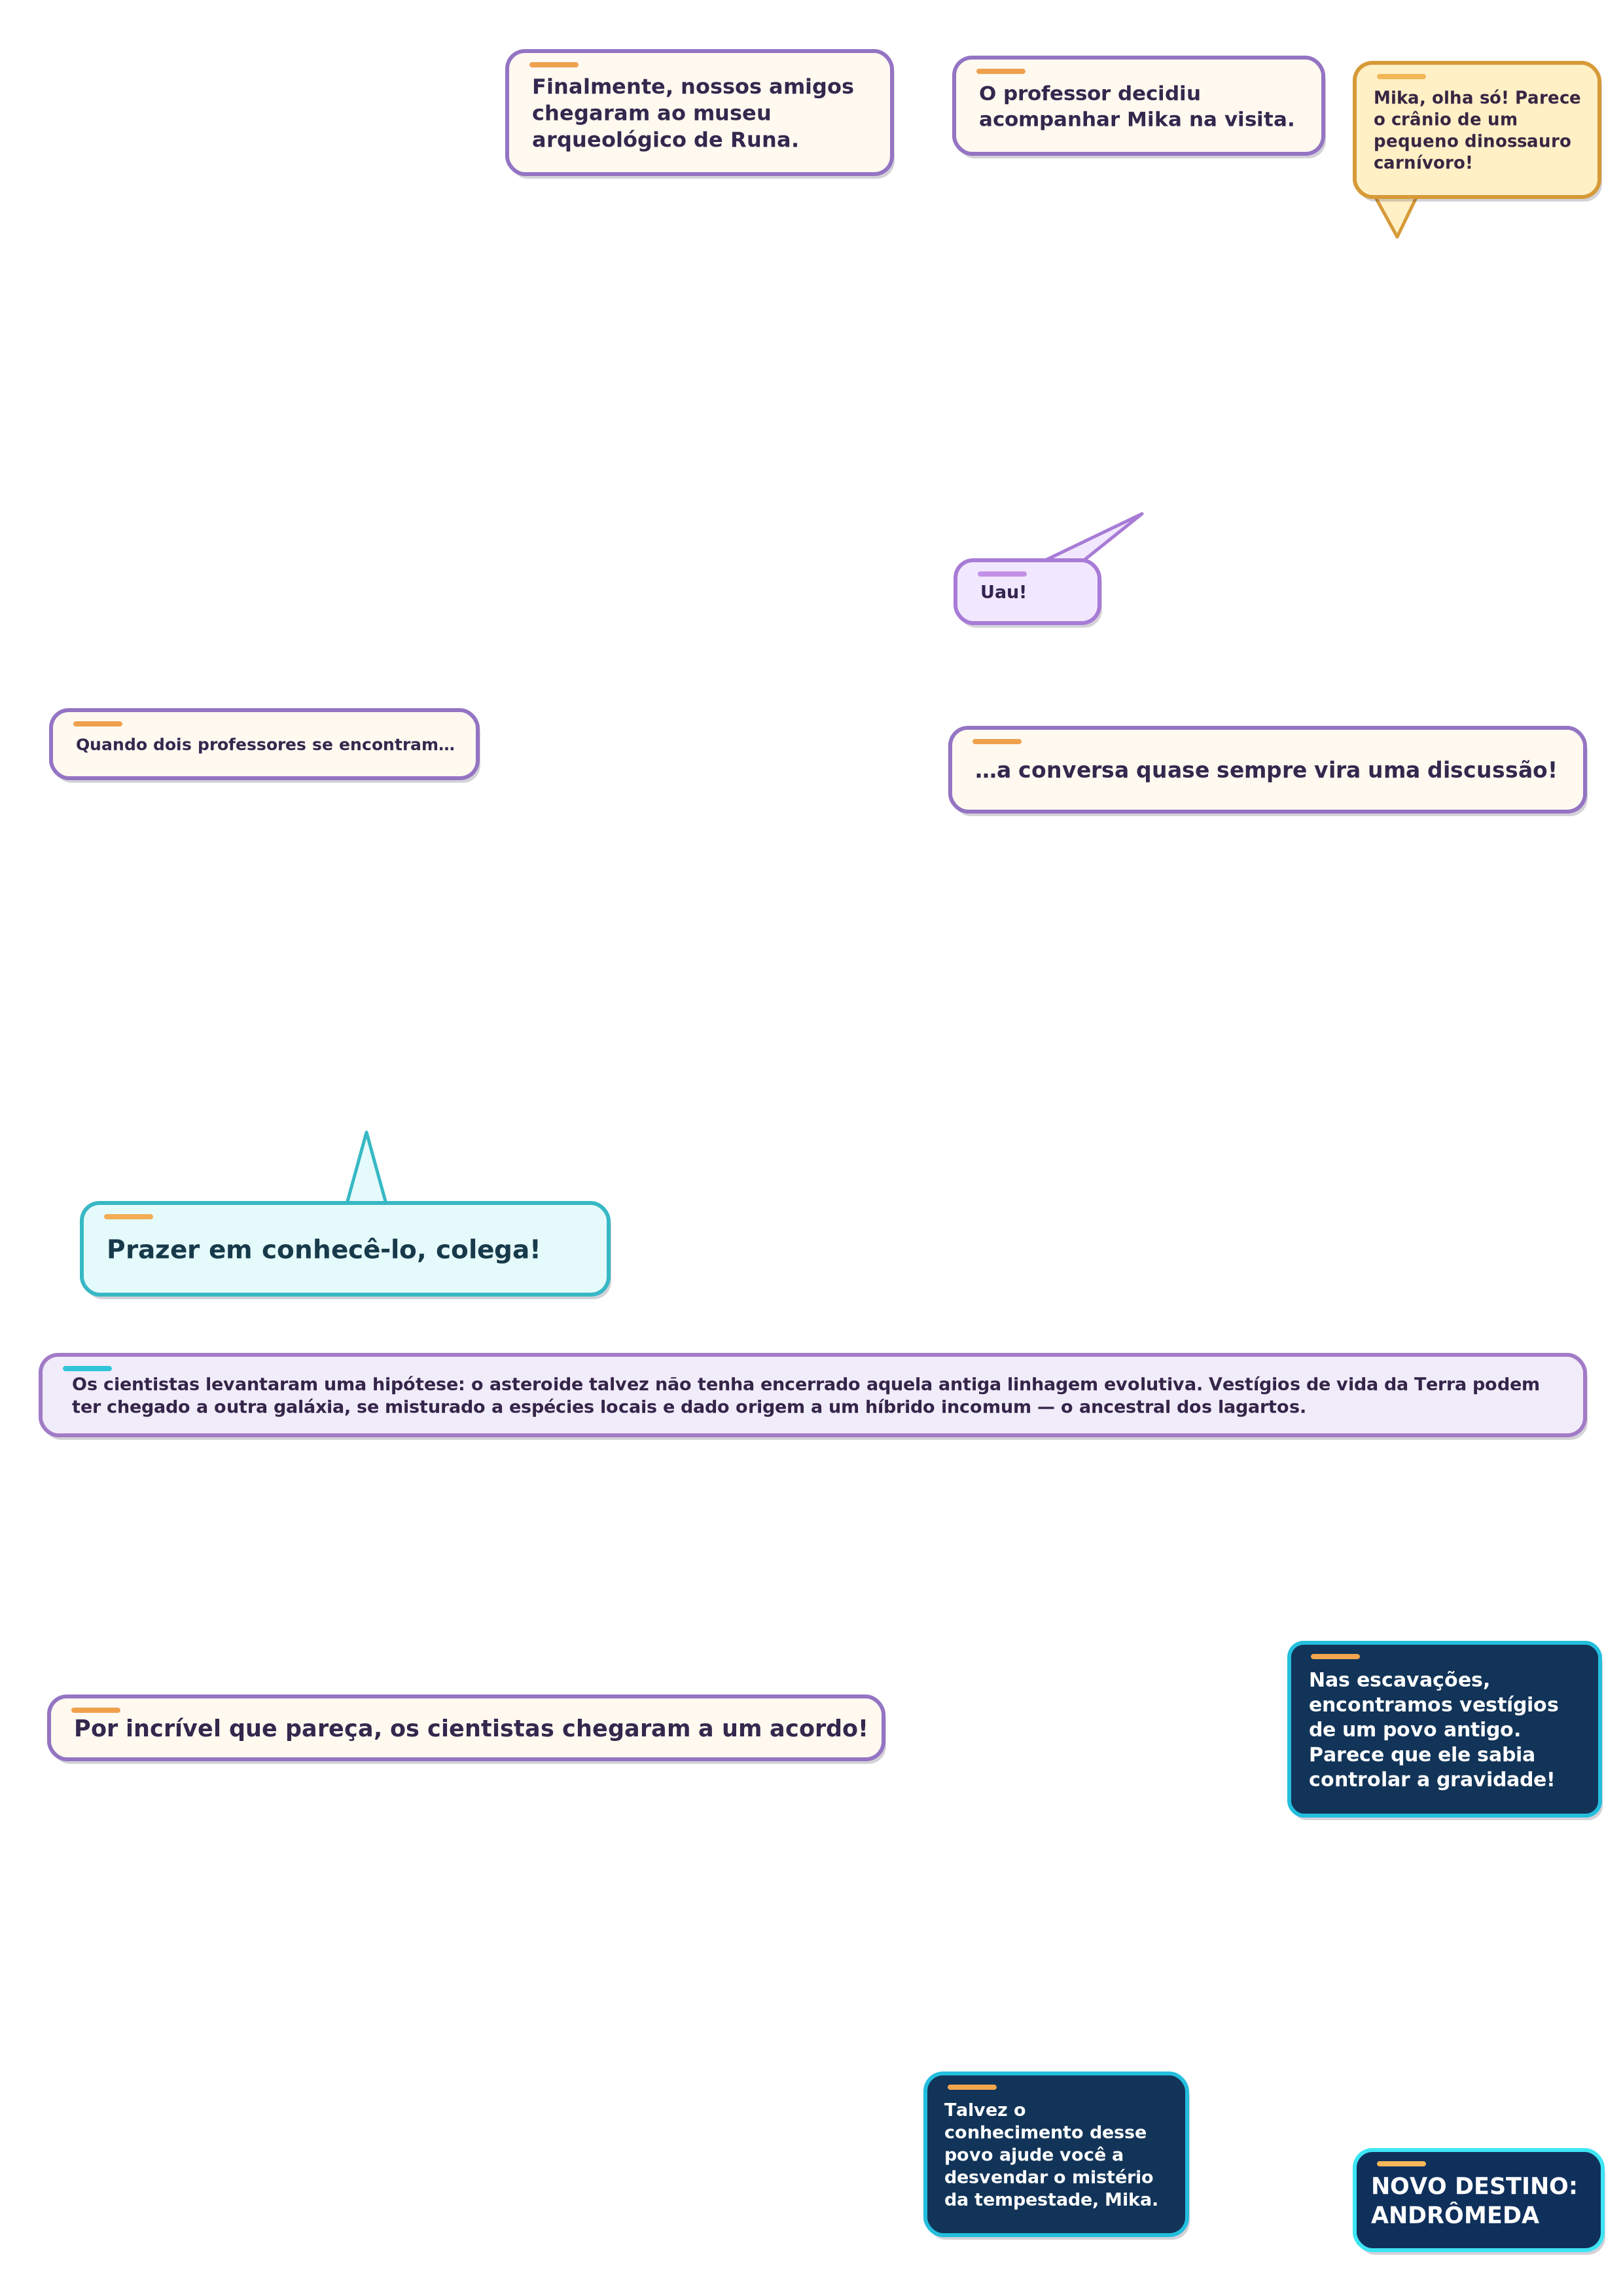 Finalmente, nossos amigos
chegaram ao museu
arqueológico de Runa.
O professor decidiu
acompanhar Mika na visita.
Mika, olha só! Parece
o crânio de um
pequeno dinossauro
carnívoro!
Uau!
Quando dois professores se encontram…
…a conversa quase sempre vira uma discussão!
Prazer em conhecê-lo, colega!
Os cientistas levantaram uma hipótese: o asteroide talvez não tenha encerrado aquela antiga linhagem evolutiva. Vestígios de vida da Terra podem
ter chegado a outra galáxia, se misturado a espécies locais e dado origem a um híbrido incomum — o ancestral dos lagartos.
Por incrível que pareça, os cientistas chegaram a um acordo!
Nas escavações,
encontramos vestígios
de um povo antigo.
Parece que ele sabia
controlar a gravidade!
Talvez o
conhecimento desse
povo ajude você a
desvendar o mistério
da tempestade, Mika.
NOVO DESTINO:
ANDRÔMEDA